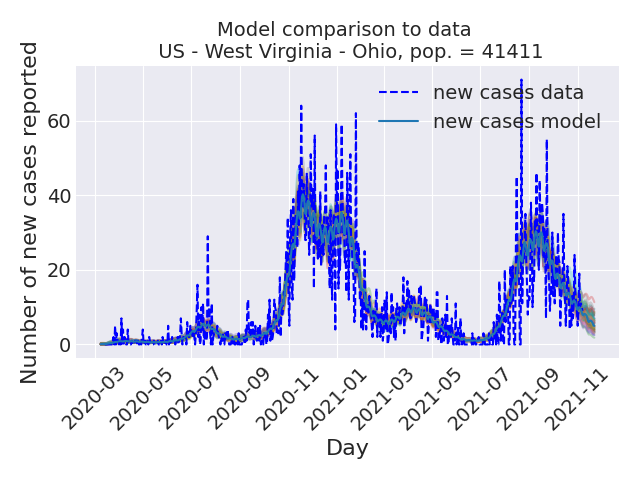 Model comparison to data
US - West Virginia - Ohio, pop. = 41411
new cases data
new cases model
Number of new cases reported
60
40
20
0
2020-03
2020-05
2020-07
2020-09
2020-11
2021-01
2021-03
2021-05
2021-07
2021-09
2021-11
Day